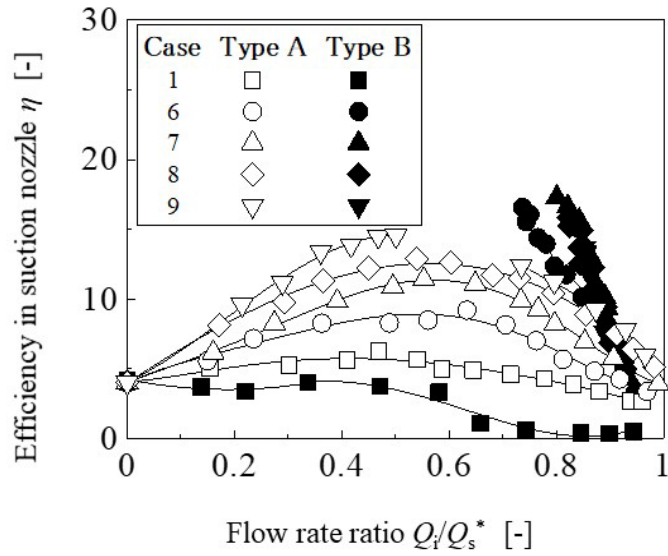 30
20
10
0
Efficiency in suction nozzle η [-]
Case Type A Type B
1
6
7
8
9
0 0.2 0.4 0.6 0.8 1
Flow rate ratio Qi/Qs* [-]